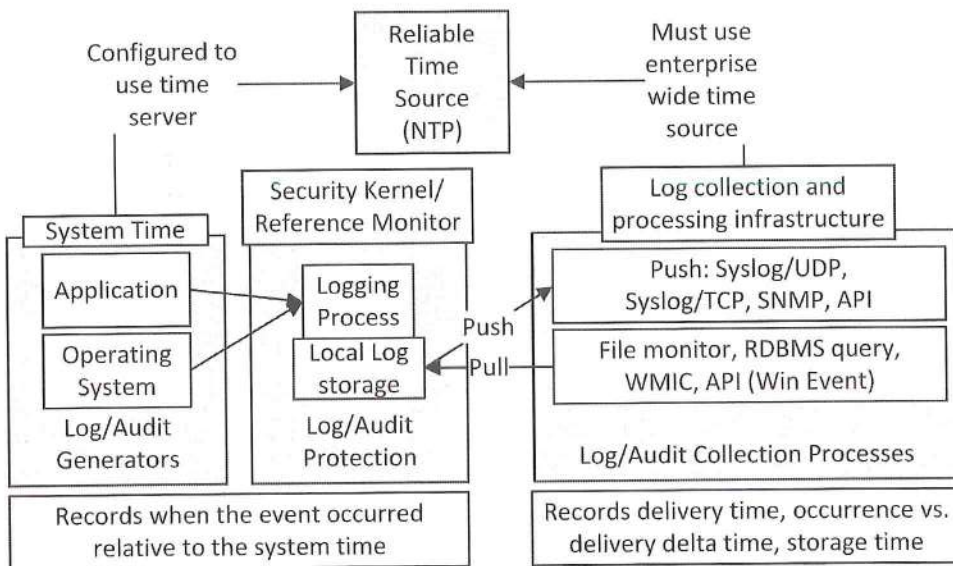 Configured to
use time
server
Reliable
Time
Source
(NTP)
Must use
enterprise
wide time
source
System Time
Application
Operating
System
Log/Audit
Generators
Security Kernel/
Reference Monitor
Logging
Process
Local Log
storage
Log/Audit
Protection
Push
Pull
Log collection and
processing infrastructure
Push: Syslog/UDP,
Syslog/TCP, SNMP, API
File monitor, RDBMS query,
WMIC, API (Win Event)
Log/Audit Collection Processes
Records when the event occurred
relative to the system time
Records delivery time, occurrence vs.
delivery delta time, storage time